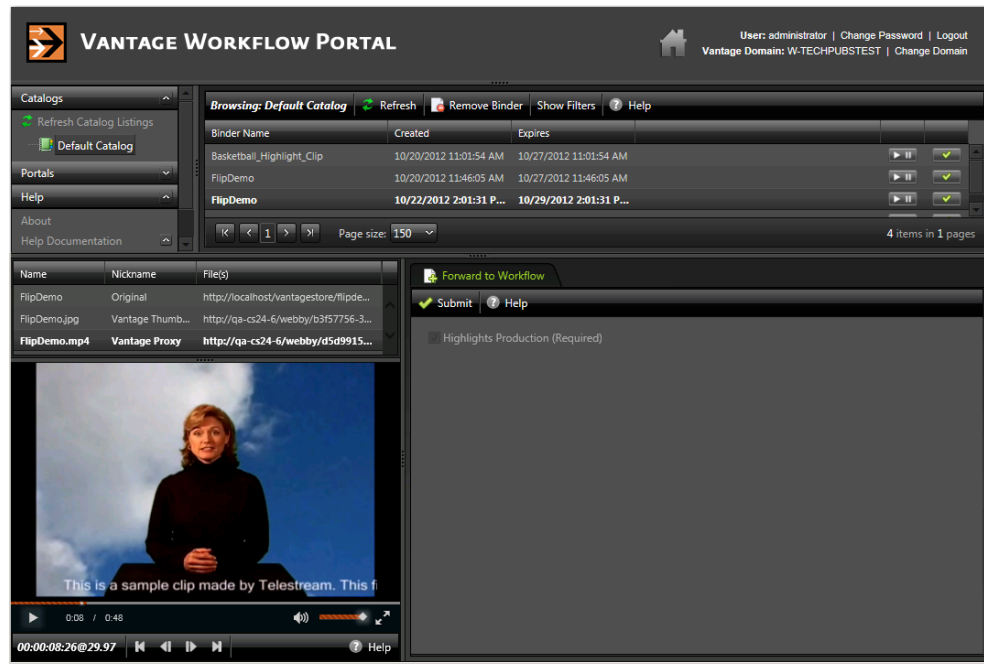 VANTAGE WORKFLOW PORTAL
User: administrator | Change Password | Logout
Vantage Domain: W-TECHPUBSTEST | Change Domain
Catalogs
Refresh Catalog Listings
Default Catalog
Portals
Help
About
Help Documentation
Browsing: Default Catalog Refresh Remove Binder Show Filters Help
Binder Name Created Expires
Basketball_Highlight_Clip 10/20/2012 11:01:54 AM 10/27/2012 11:01:54 AM
FlipDemo 10/20/2012 11:46:05 AM 10/27/2012 11:46:05 AM
FlipDemo 10/22/2012 2:01:31 P... 10/29/2012 2:01:31 P...
1 Page size: 150 4 items in 1 pages
Name Nickname File(s)
FlipDemo Original http://localhost/vantagestore/flipde...
FlipDemo.jpg Vantage Thumb... http://qa-cs24-6/webby/b3f57756-3...
FlipDemo.mp4 Vantage Proxy http://qa-cs24-6/webby/d5d9915...
Forward to Workflow
Submit Help
Highlights Production (Required)
This is a sample clip made by Telestream. This fi
0:08 / 0:48
00:00:08:26@29.97 Help